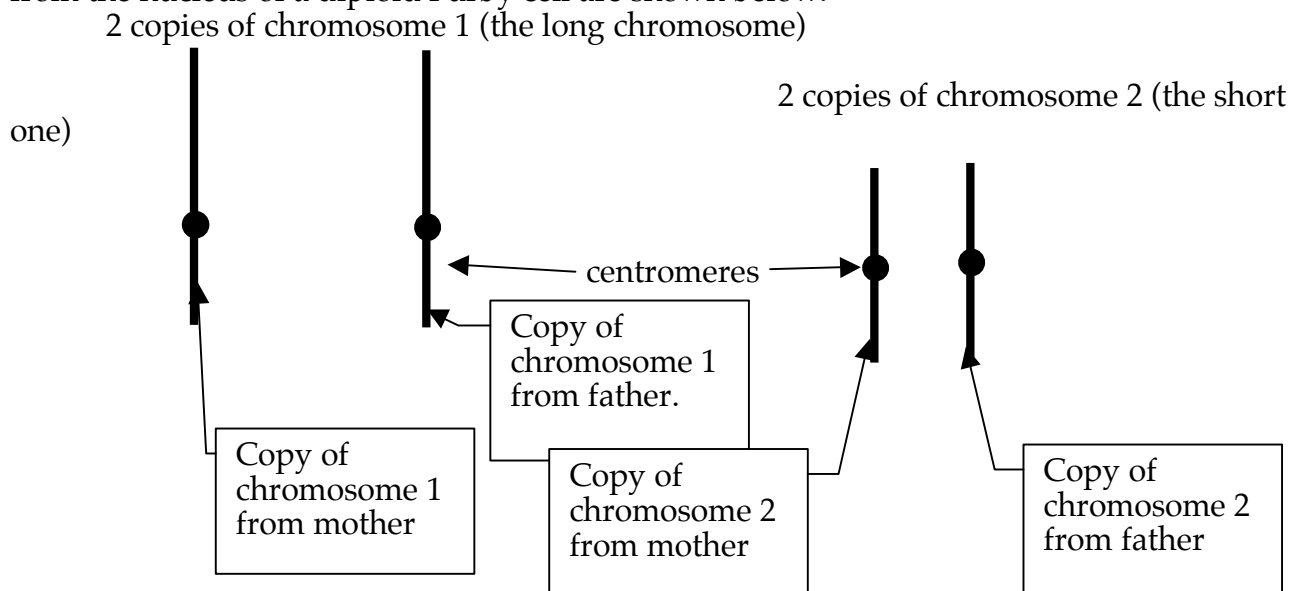 2 copies of chromosome 1 (the long chromosome)
2 copies of chromosome 2 (the short
one)
centromeres
Copy of
chromosome 1
from father.
Copy of
chromosome 1
from mother
Copy of
chromosome 2
from mother
Copy of
chromosome 2
from father